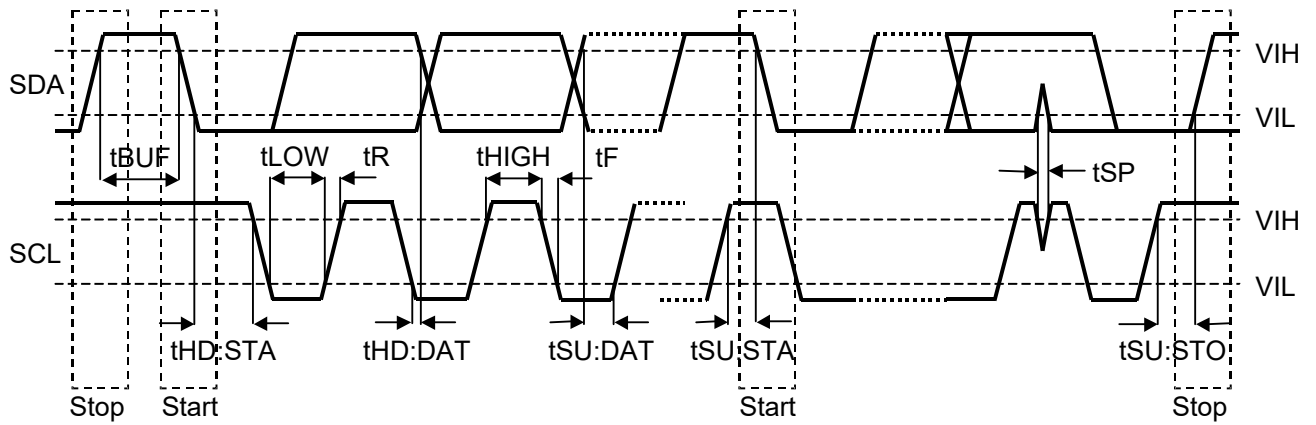 VIH
SDA
VIL
tBUF tLOW tR tHIGH tF tSP
VIH
SCL
VIL
tHD:STA tHD:DAT tSU:DAT tSU:STA tSU:STO
Stop Start Start Stop